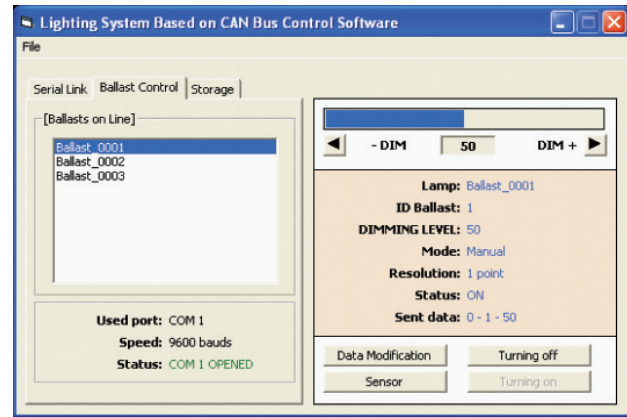 Lighting System Based on CAN Bus Control Software
File
Serial Link Ballast Control Storage
[Ballasts on Line]
Ballast_0001
Ballast_0002
Ballast_0003
Used port: COM 1
Speed: 9600 bauds
Status: COM 1 OPENED
- DIM 50 DIM +
Lamp: Ballast_0001
ID Ballast: 1
DIMMING LEVEL: 50
Mode: Manual
Resolution: 1 point
Status: ON
Sent data: 0 - 1 - 50
Data Modification Turning off
Sensor Turning on